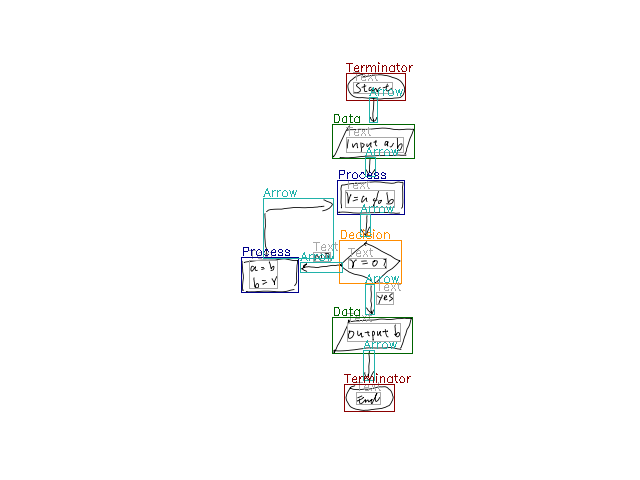 Terminator
Text
Start
Arrow
Data
Text
Input a, b
Arrow
Process
Text
r = a % b
Arrow
Arrow
Decision
Text
r = 0?
Text
no
Arrow
Process
a = b
b = r
Arrow
Text
yes
Data
Text
Output b
Arrow
Terminator
Text
End